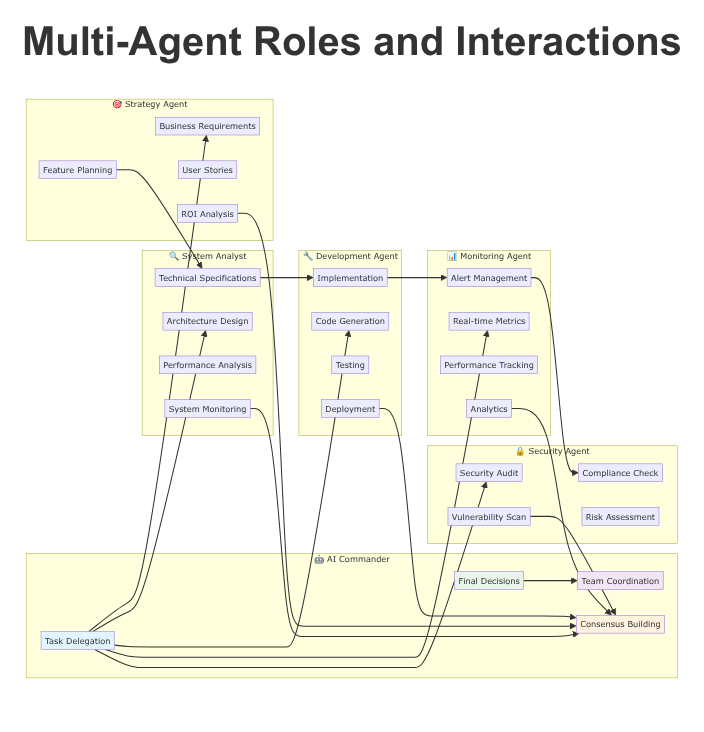 Multi-Agent Roles and Interactions
🎯 Strategy Agent
Business Requirements
Feature Planning
User Stories
ROI Analysis
🔍 System Analyst
Technical Specifications
Architecture Design
Performance Analysis
System Monitoring
🔧 Development Agent
Implementation
Code Generation
Testing
Deployment
📊 Monitoring Agent
Alert Management
Real-time Metrics
Performance Tracking
Analytics
🔒 Security Agent
Security Audit
Compliance Check
Vulnerability Scan
Risk Assessment
🤖 AI Commander
Final Decisions
Team Coordination
Consensus Building
Task Delegation